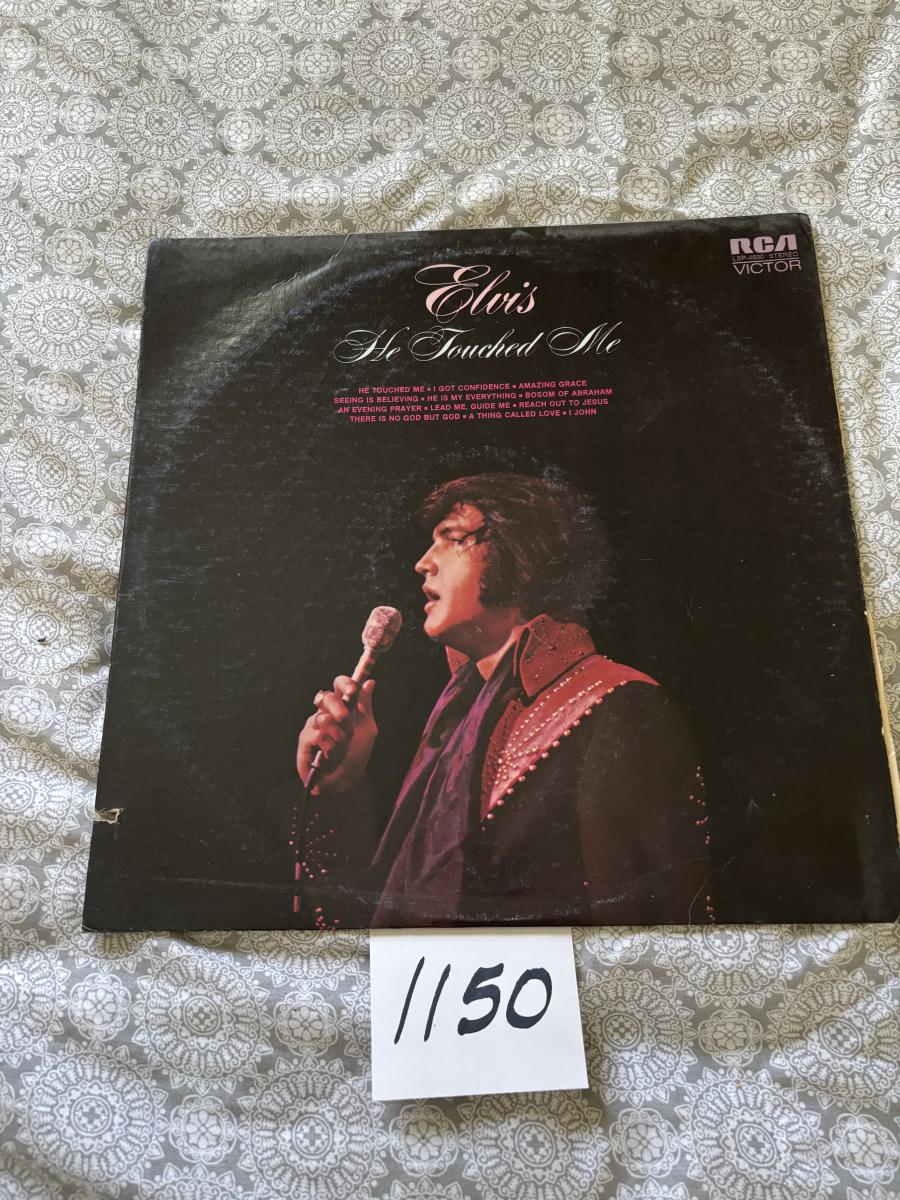 RCA
LSP-4690 STEREO
VICTOR
Elvis
He Touched Me
HE TOUCHED ME ▪ I GOT CONFIDENCE ▪ AMAZING GRACE
SEEING IS BELIEVING ▪ HE IS MY EVERYTHING ▪ BOSOM OF ABRAHAM
AN EVENING PRAYER ▪ LEAD ME, GUIDE ME ▪ REACH OUT TO JESUS
THERE IS NO GOD BUT GOD ▪ A THING CALLED LOVE ▪ I JOHN
1150